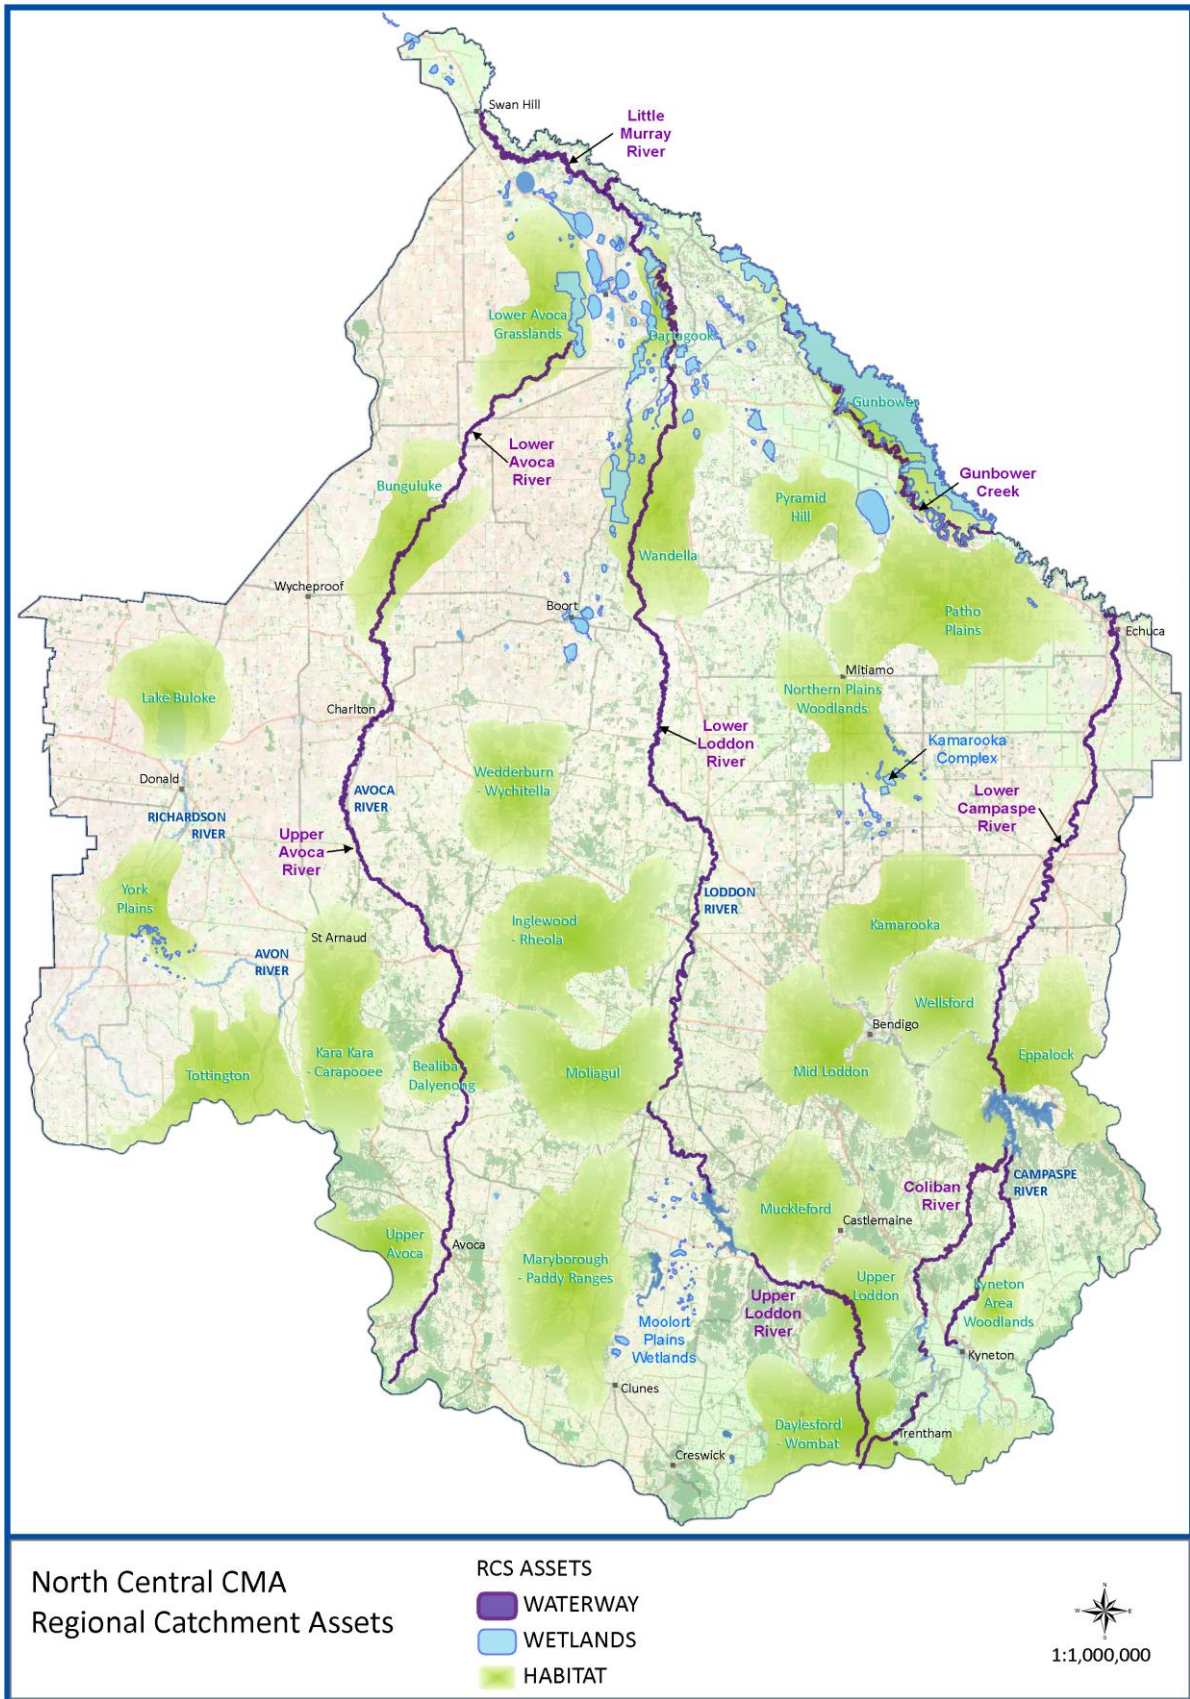 Swan Hill
Little
Murray
River
Lower Avoca
Grasslands
Dartagook
Gunbower
Lower
Avoca
River
Gunbower
Creek
Bunguluke
Pyramid
Hill
Wandella
Wycheproof
Boort
Patho
Plains
Echuca
Mitiamo
Lake Buloke
Northern Plains
Woodlands
Charlton
Lower
Loddon
River
Kamarooka
Complex
Wedderburn
- Wychitella
Donald
AVOCA
RIVER
Lower
Campaspe
River
RICHARDSON
RIVER
Upper
Avoca
River
York
Plains
LODDON
RIVER
Inglewood
- Rheola
Kamarooka
St Arnaud
AVON
RIVER
Wellsford
Bendigo
Kara Kara
- Carapooee
Eppalock
Tottington
Bealiba
Dalyenong
Moliagul
Mid Loddon
Coliban
River
CAMPASPE
RIVER
Muckleford
Castlemaine
Upper
Avoca
Avoca
Maryborough
- Paddy Ranges
Upper
Loddon
Kyneton
Area
Woodlands
Upper
Loddon
River
Moolort
Plains
Wetlands
Kyneton
Clunes
Daylesford
- Wombat
Trentham
Creswick
North Central CMA
Regional Catchment Assets
RCS ASSETS
WATERWAY
WETLANDS
HABITAT
N
W
E
S
1:1,000,000